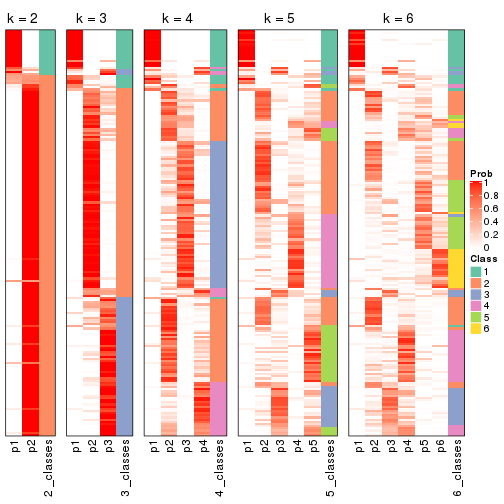 k = 2
k = 3
k = 4
k = 5
k = 6
Prob
1
0.8
0.6
0.4
0.2
0
Class
1
2
3
4
5
6
p1
p2
2_classes
p1
p2
p3
3_classes
p1
p2
p3
p4
4_classes
p1
p2
p3
p4
p5
5_classes
p1
p2
p3
p4
p5
p6
6_classes